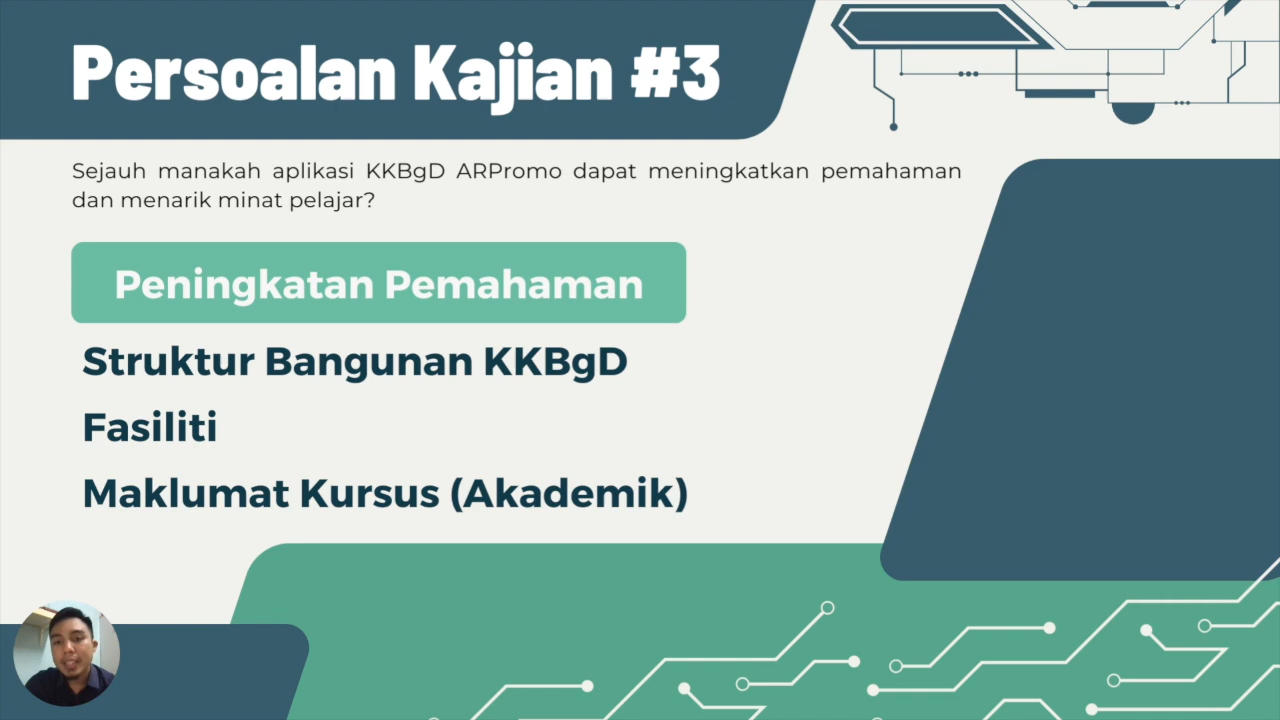 Persoalan Kajian #3
Sejauh manakah aplikasi KKBgD ARPromo dapat meningkatkan pemahaman
dan menarik minat pelajar?
Peningkatan Pemahaman
Struktur Bangunan KKBgD
Fasiliti
Maklumat Kursus (Akademik)